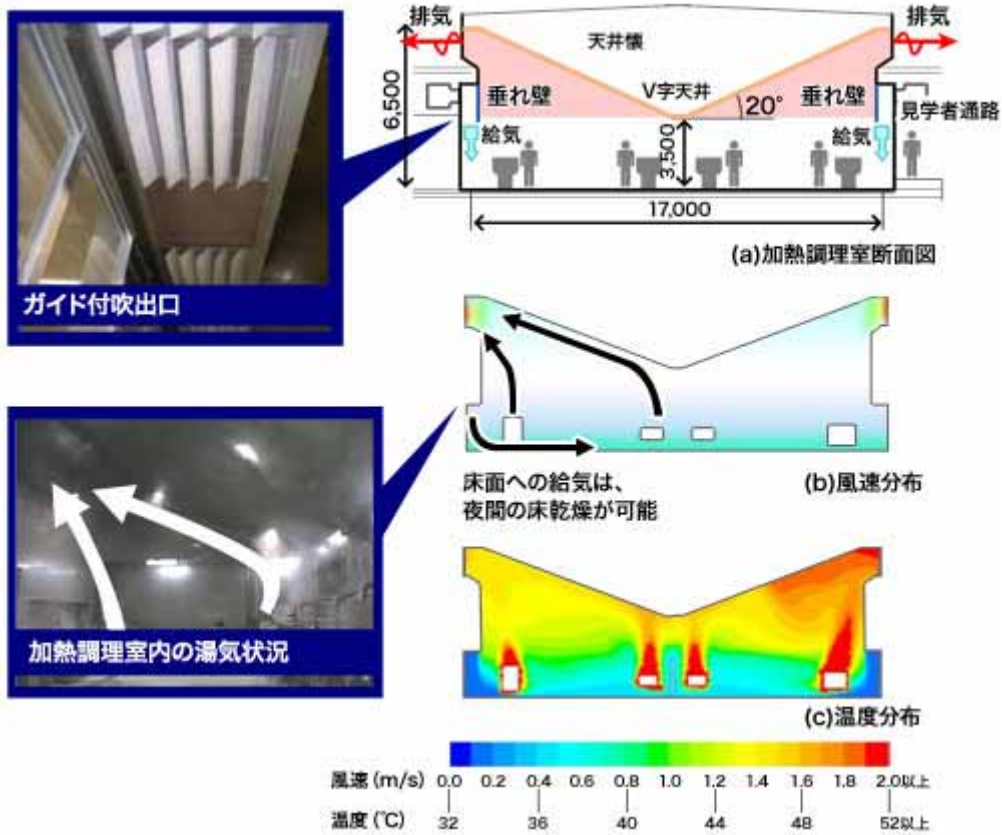 排気
排気
天井懐
V字天井
垂れ壁
20°
垂れ壁
見学者通路
給気
給気
6,500
3,500
17,000
(a)加熱調理室断面図
ガイド付吹出口
床面への給気は、
夜間の床乾燥が可能
(b)風速分布
加熱調理室内の湯気状況
(c)温度分布
風速(m/s) 0.0 0.2 0.4 0.6 0.8 1.0 1.2 1.4 1.6 1.8 2.0以上
温度(℃) 32 36 40 44 48 52以上